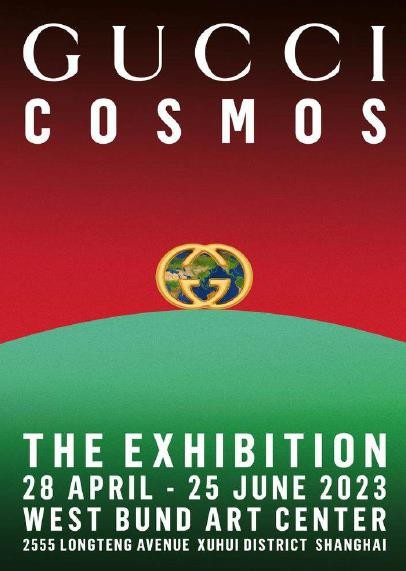 GUCCI
COSMOS
THE EXHIBITION
28 APRIL - 25 JUNE 2023
WEST BUND ART CENTER
2555 LONGTENG AVENUE XUHUI DISTRICT SHANGHAI